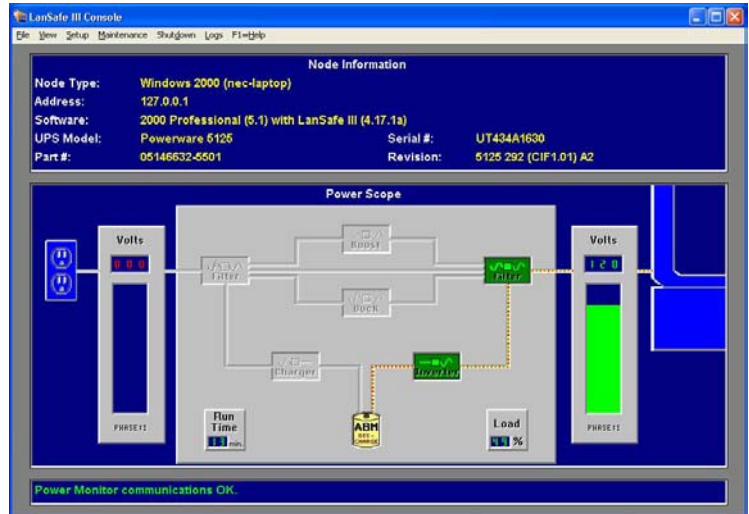 LanSafe III Console
File View Setup Maintenance Shutdown Logs F1=Help
Node Information
Node Type: Windows 2000 (nec-laptop)
Address: 127.0.0.1
Software: 2000 Professional (5.1) with LanSafe III (4.17.1a)
UPS Model: Powerware 5125 Serial #: UT434A1630
Part #: 05146632-5501 Revision: 5125 292 (CIF1.01) A2
Power Scope
Volts
000
PHASE#1
Filter
Boost
Buck
Charger
Filter
Inverter
Run
Time
13 min.
ABM
DIS-
CHARGE
Load
%
Volts
120
PHASE#1
Power Monitor communications OK.